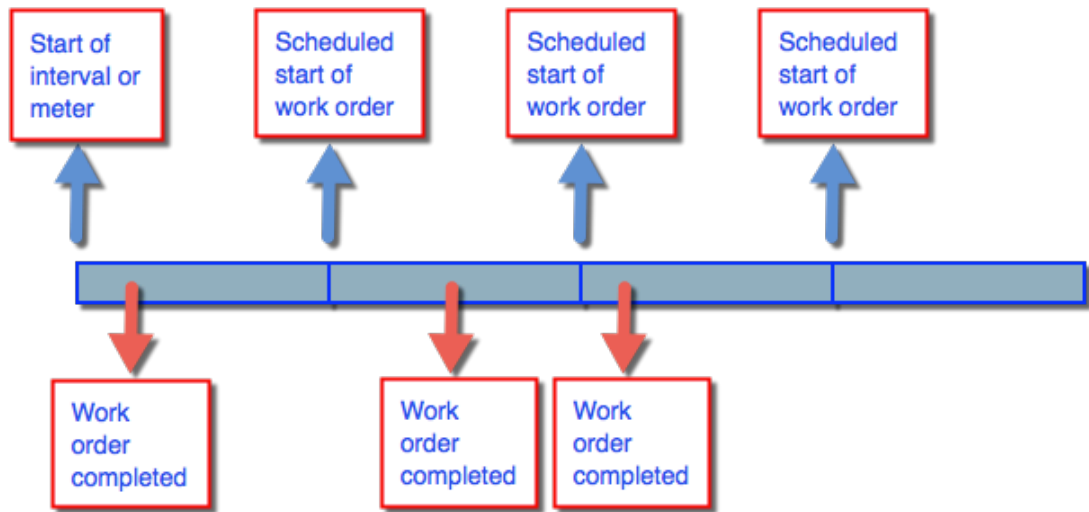 Start of
interval or
meter
Scheduled
start of
work order
Scheduled
start of
work order
Scheduled
start of
work order
Work
order
completed
Work
order
completed
Work
order
completed